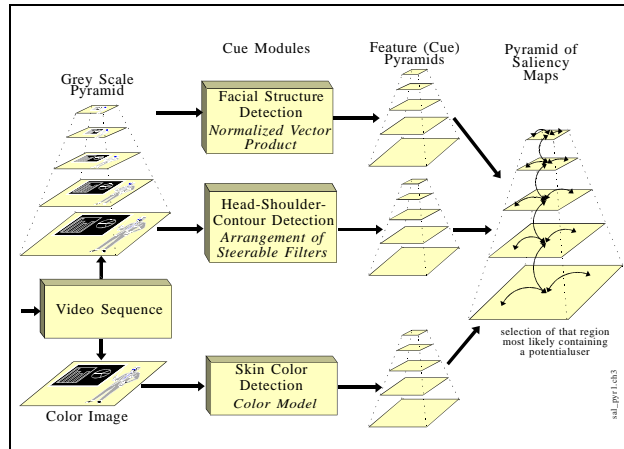 Cue Modules
Feature (Cue)
Pyramids
Pyramid of
Saliency
Maps
Grey Scale
Pyramid
Facial Structure
Detection
Normalized Vector
Product
Head-Shoulder-
Contour Detection
Arrangement of
Steerable Filters
Video Sequence
selection of that region
most likely containing
a potentialuser
Skin Color
Detection
Color Model
Color Image
sal_pyr1.ch3